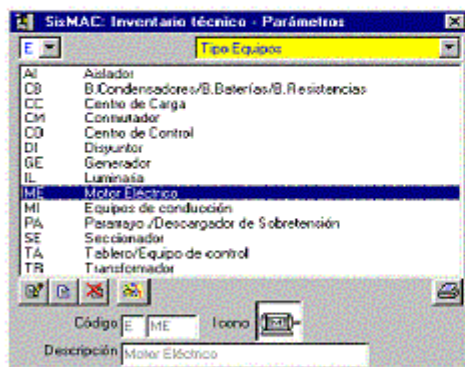 SisMAC: Inventario técnico - Parámetros
E Tipo Equipos
AI Aislador
CB B.Condensadores/B.Baterías/B.Resistencias
CC Centro de Carga
CM Conmutador
CO Centro de Control
DI Disyuntor
GE Generador
IL Luminaria
ME Motor Eléctrico
MI Equipos de conducción
PA Pararrayo /Descargador de Sobretensión
SE Seccionador
TA Tablero/Equipo de control
TR Transformador
Código E ME Icono
Descripción Motor Eléctrico